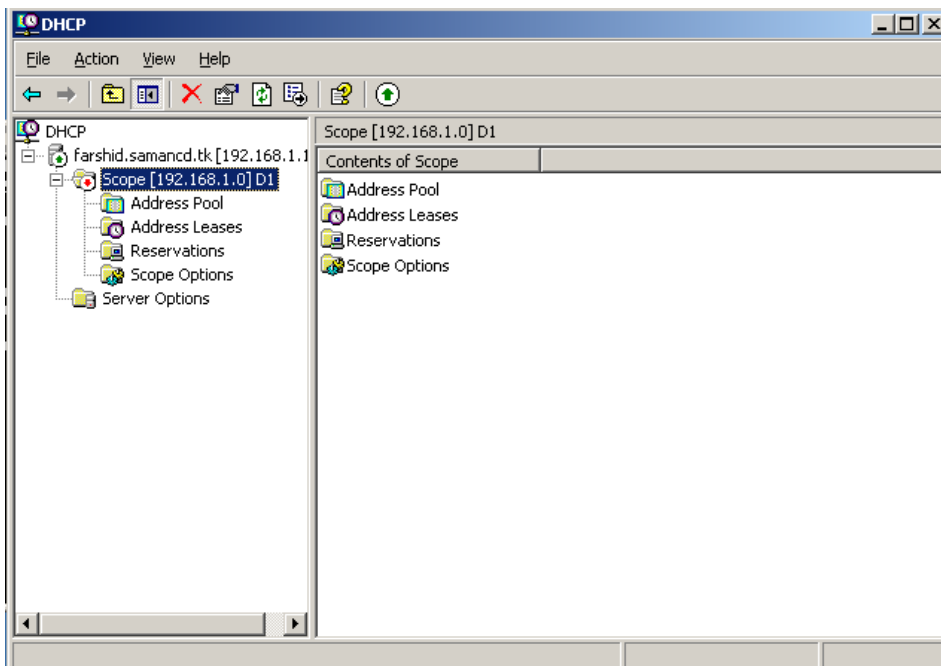 DHCP
File Action View Help
DHCP
farshid.samancd.tk [192.168.1.1
Scope [192.168.1.0] D1
Address Pool
Address Leases
Reservations
Scope Options
Server Options
Scope [192.168.1.0] D1
Contents of Scope
Address Pool
Address Leases
Reservations
Scope Options